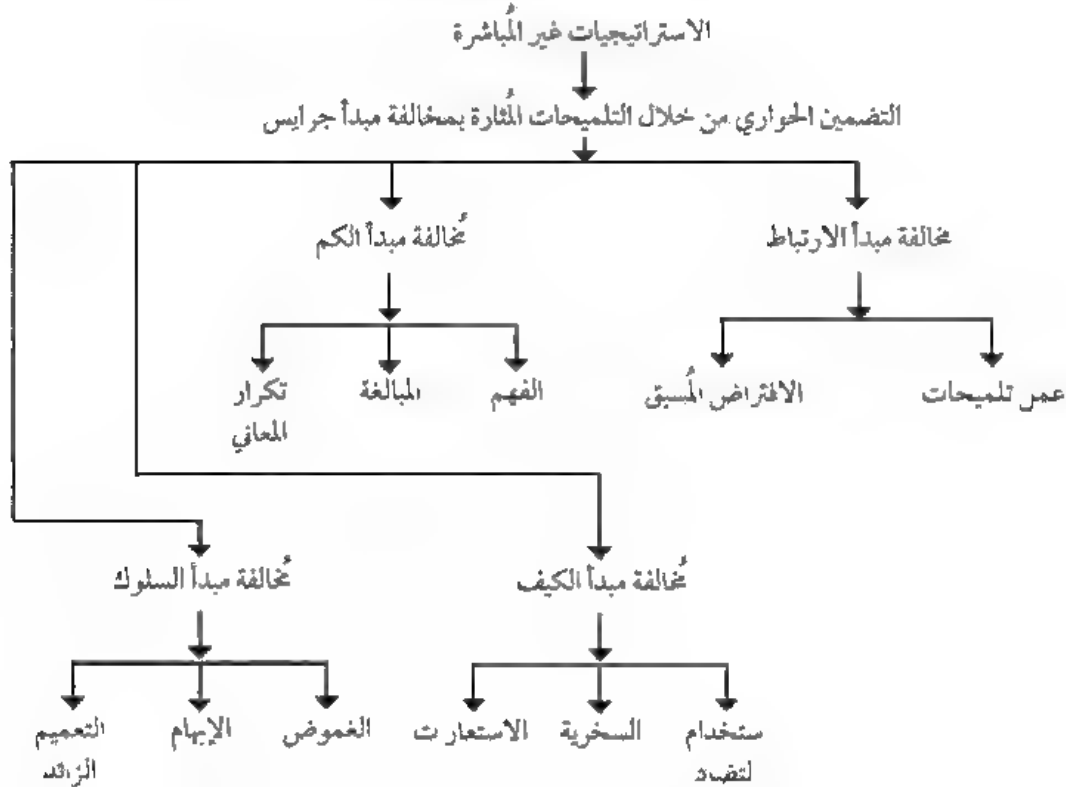 الاستراتيجيات غير المُباشرة
التضمين الحواري من خلال التلميحات المُثارة بمخالفة مبدأ جرايس
مخالفة مبدأ الارتباط
مُخالفة مبدأ الكم
عمل تلميحات
الافتراض المُسبق
الفهم
المبالغة
تكرار
المعاني
مُخالفة مبدأ الكيف
مُخالفة مبدأ السلوك
ستخدام
السخرية
الاستعار ت
الغموض
الإبهام
التعميم
الزائد